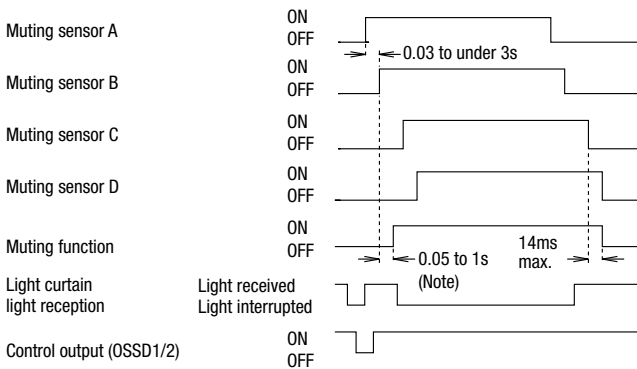 Muting sensor A ON
OFF
0.03 to under 3s
Muting sensor B ON
OFF
Muting sensor C ON
OFF
Muting sensor D ON
OFF
Muting function ON
OFF
0.05 to 1s
(Note)
14ms
max.
Light curtain
light reception
Light received
Light interrupted
Control output (OSSD1/2) ON
OFF